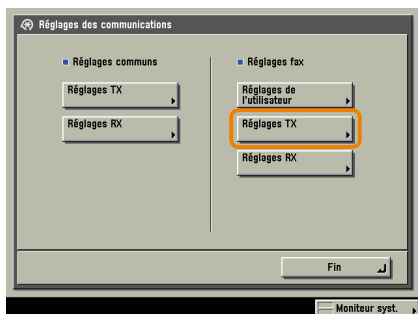 Réglages des communications
Réglages communs
Réglages TX
Réglages RX
Réglages fax
Réglages de
l'utilisateur
Réglages TX
Réglages RX
Fin
Moniteur syst.